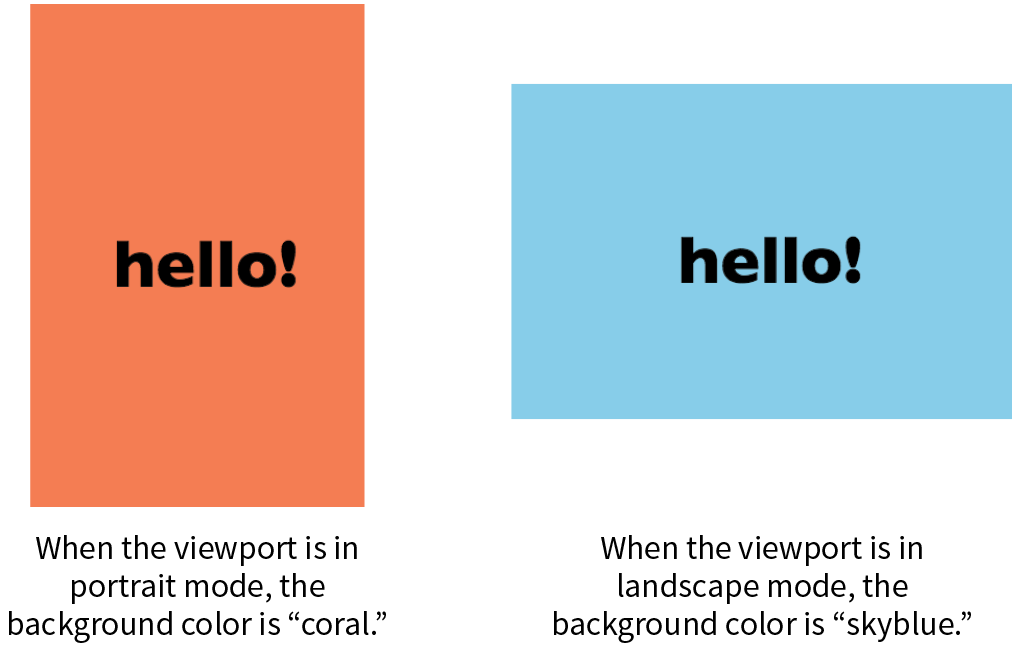 hello!
When the viewport is in
portrait mode, the
background color is “coral.”
hello!
When the viewport is in
landscape mode, the
background color is “skyblue.”